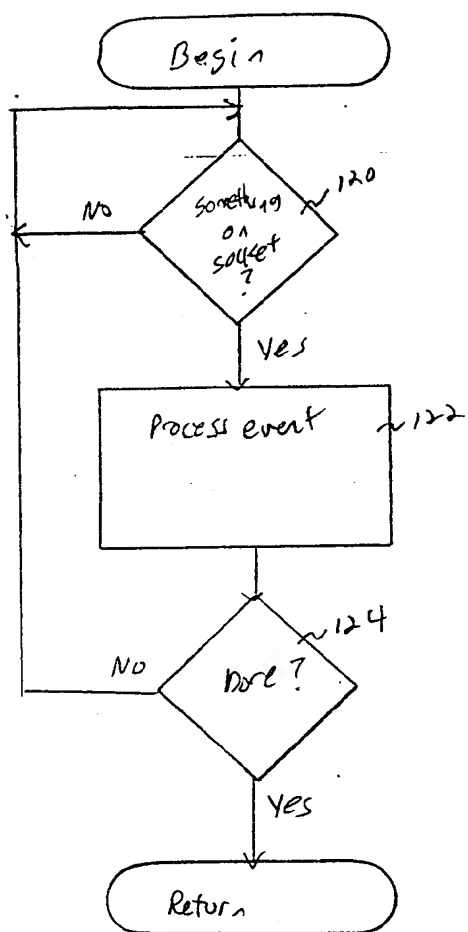 Begin
120
No
Something
on
socket
?
Yes
Process event
122
124
No
Done?
Yes
Return